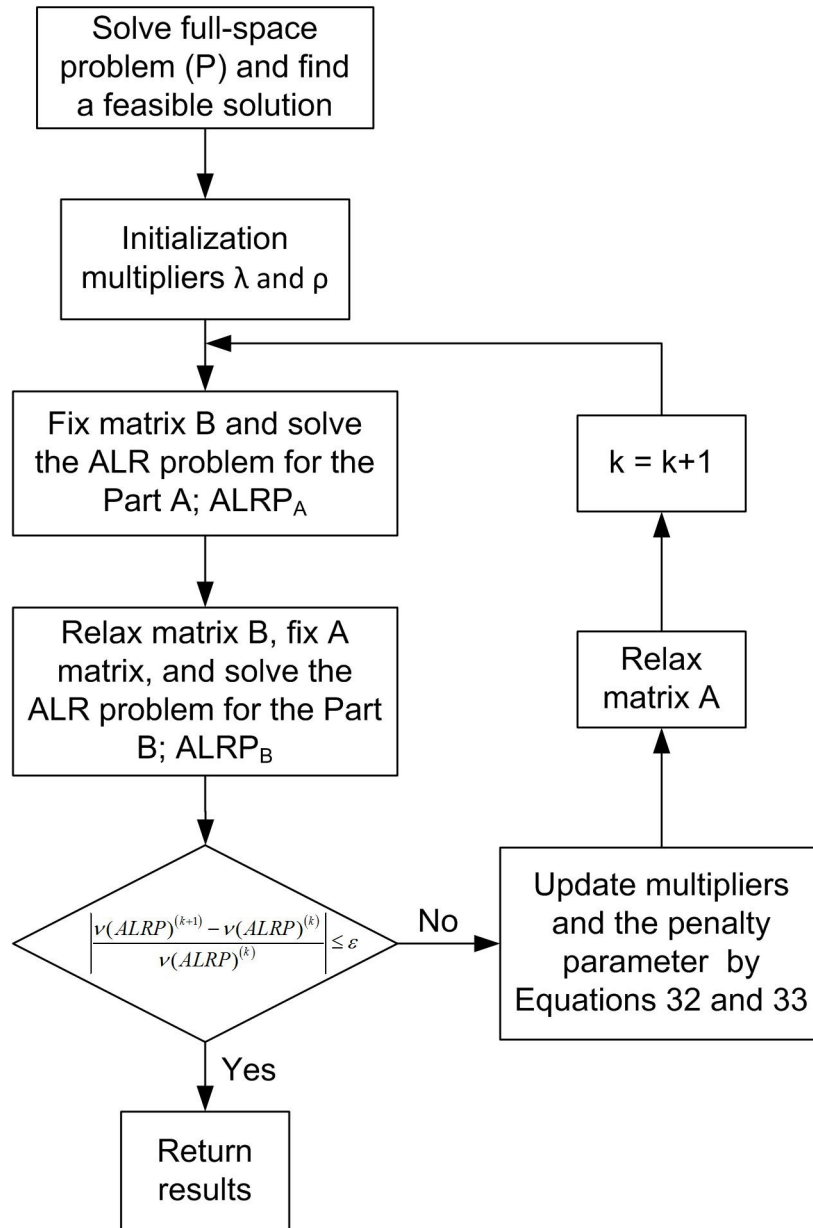 Solve full-space
problem (P) and find
a feasible solution
Initialization
multipliers λ and ρ
Fix matrix B and solve
the ALR problem for the
Part A; ALRP_A
Relax matrix B, fix A
matrix, and solve the
ALR problem for the Part
B; ALRP_B
|ν(ALRP)^(k+1) − ν(ALRP)^(k) / ν(ALRP)^(k)| ≤ ε
No
Yes
Return
results
Update multipliers
and the penalty
parameter by
Equations 32 and 33
Relax
matrix A
k = k+1